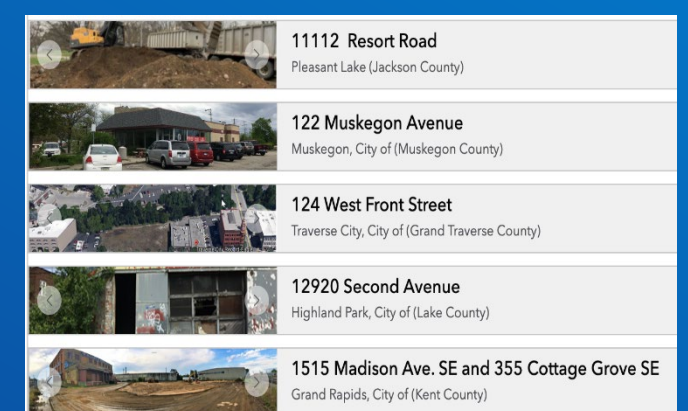 11112 Resort Road
Pleasant Lake (Jackson County)
122 Muskegon Avenue
Muskegon, City of (Muskegon County)
124 West Front Street
Traverse City, City of (Grand Traverse County)
12920 Second Avenue
Highland Park, City of (Lake County)
1515 Madison Ave. SE and 355 Cottage Grove SE
Grand Rapids, City of (Kent County)